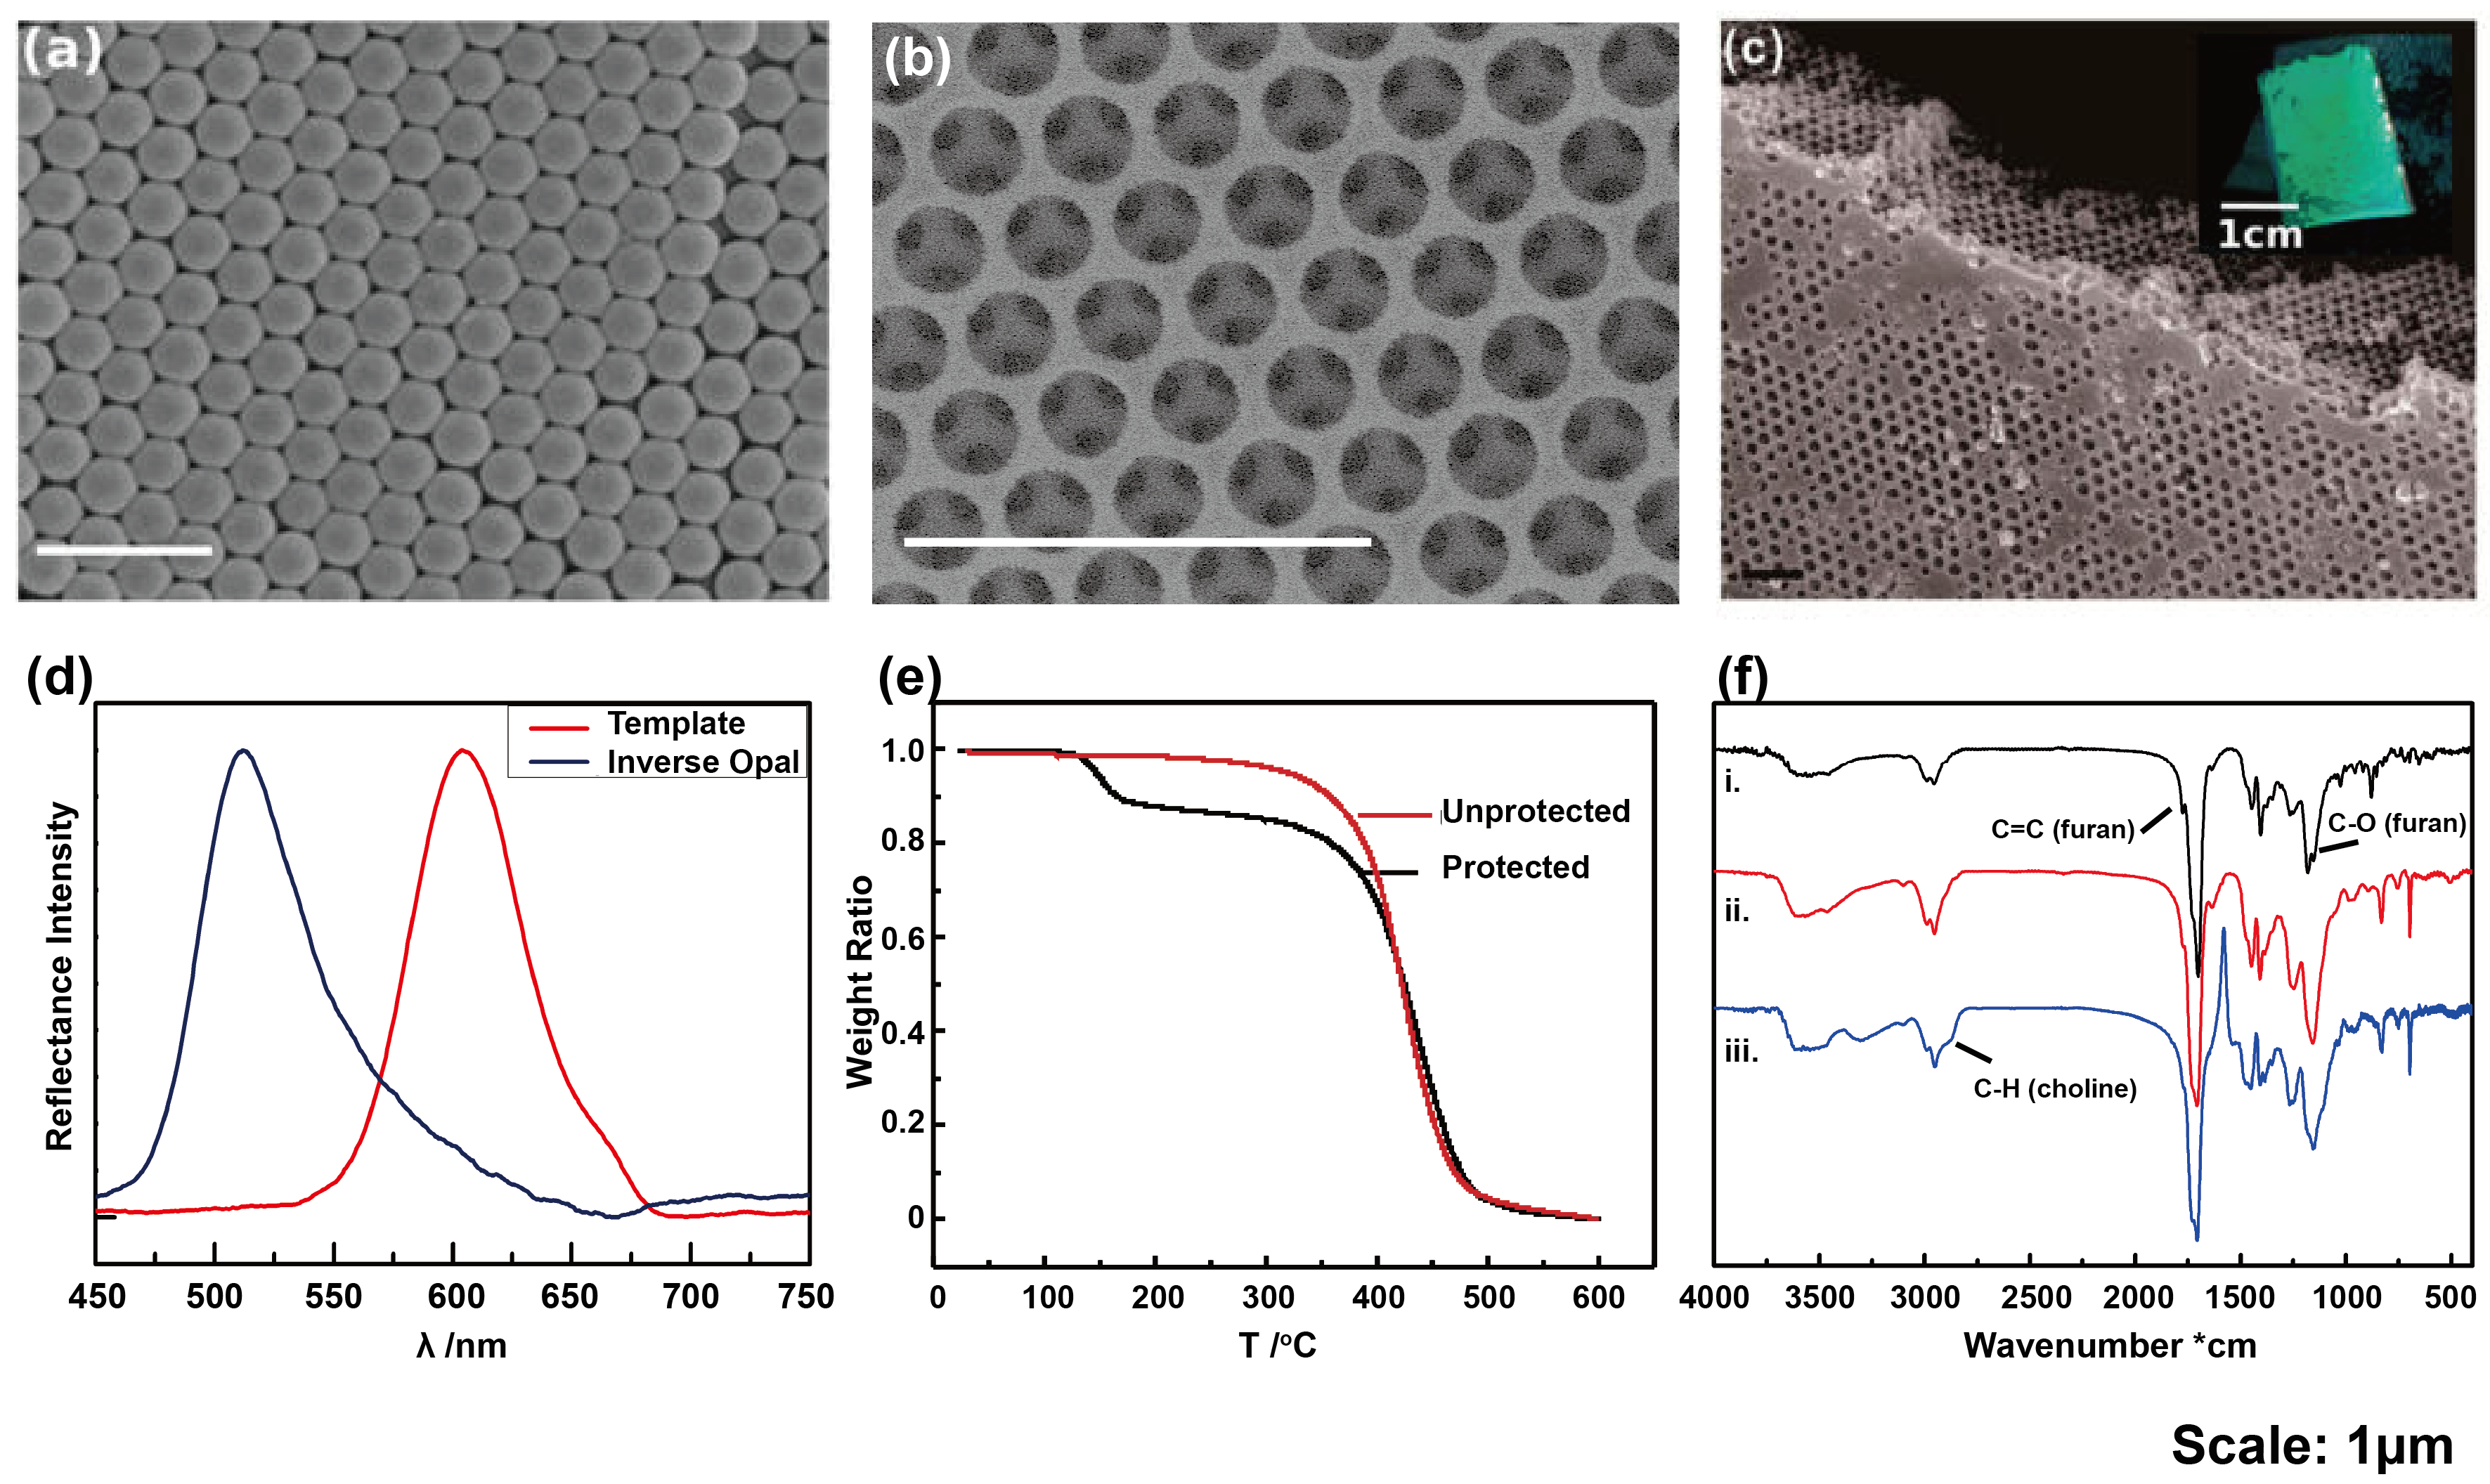 (a)
(b)
(c)
1cm
(d)
Template
Inverse Opal
Reflectance Intensity
450 500 550 600 650 700 750
λ /nm
(e)
1.0
0.8
0.6
0.4
0.2
0
Weight Ratio
Unprotected
Protected
0 100 200 300 400 500 600
T /°C
(f)
i.
C=C (furan)
C-O (furan)
ii.
iii.
C-H (choline)
4000 3500 3000 2500 2000 1500 1000 500
Wavenumber *cm
Scale: 1μm